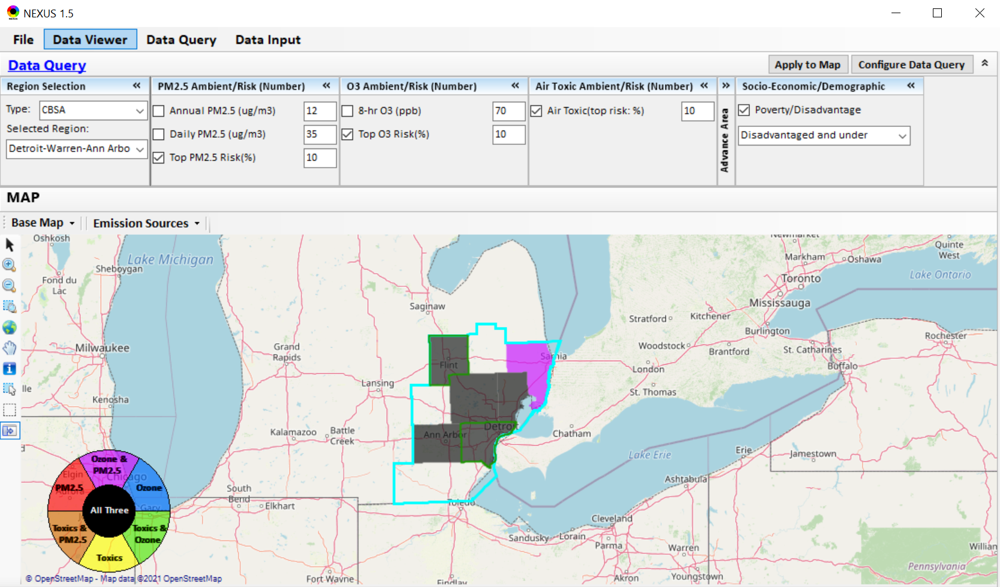 NEXUS 1.5
File Data Viewer Data Query Data Input
Data Query
Apply to Map Configure Data Query
Region Selection
Type: CBSA
Selected Region:
Detroit-Warren-Ann Arbo
PM2.5 Ambient/Risk (Number)
Annual PM2.5 (ug/m3) 12
Daily PM2.5 (ug/m3) 35
Top PM2.5 Risk(%) 10
O3 Ambient/Risk (Number)
8-hr O3 (ppb) 70
Top O3 Risk(%) 10
Air Toxic Ambient/Risk (Number)
Air Toxic(top risk: %) 10
Advance Area
Socio-Economic/Demographic
Poverty/Disadvantage
Disadvantaged and under
MAP
Base Map Emission Sources
Oshkosh
Lake Michigan
Sheboygan
Fond du
Lac
Milwaukee
Kenosha
lle
Saginaw
Grand
Rapids
Lansing
Kalamazoo
Battle
Creek
Flint
Ann Arbor
Detroit
Sarnia
Chatham
Toledo
South
Bend
Elkhart
Fort Wayne
Findlay
Newmarket
Markham
Oshawa
Quinte
West
Toronto
Lake Ontario
Mississauga
Stratford
Kitchener
Burlington
Rochester
Woodstock
Brantford
St. Catharines
London
Buffalo
St. Thomas
Lake Erie
Erie
Jamestown
Ashtabula
Cleveland
Sandusky
Lorain
Parma
Warren
Akron
Youngstown
Willian
Pennsylvania
Ozone &
PM2.5
Elgin
Chicago
PM2.5
Ozone
Aurora
All Three
Gary
Toxics &
PM2.5
Toxics &
Ozone
Toxics
© OpenStreetMap - Map data ©2021 OpenStreetMap